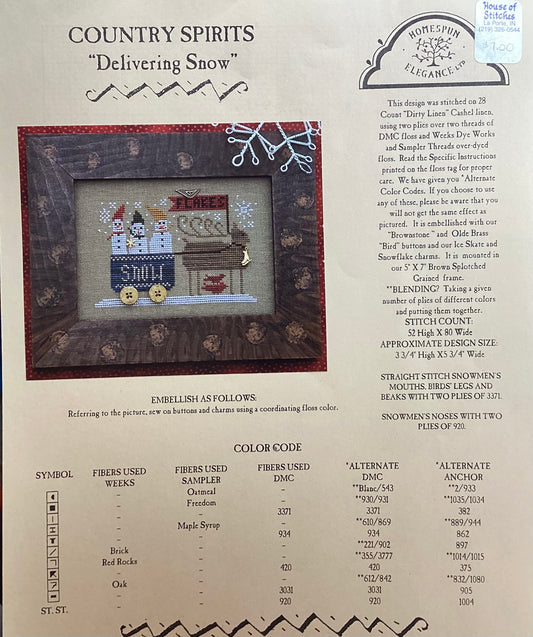 COUNTRY SPIRITS
"Delivering Snow"
HOMESPUN
ELEGANCE LTD
House of
Stitches
La Porte, IN
(219) 326-0544
$7.00
FLAKES
SNOW
This design was stitched on 28
Count "Dirty Linen" Cashel linen,
using two plies over two threads of
DMC floss and Weeks Dye Works
and Sampler Threads over-dyed
floss. Read the Specific Instructions
printed on the floss tag for proper
care. We have given you *Alternate
Color Codes. If you choose to use
any of these, please be aware that you
will not get the same effect as
pictured. It is embellished with our
"Brownstone" and Olde Brass
"Bird" buttons and our Ice Skate and
Snowflake charms. It is mounted in
our 5" X 7" Brown Splotched
Grained frame.
**BLENDING? Taking a given
number of plies of different colors
and putting them together.
STITCH COUNT:
52 High X 80 Wide
APPROXIMATE DESIGN SIZE:
3 3/4" High X5 3/4" Wide
STRAIGHT STITCH SNOWMEN'S
MOUTHS, BIRDS' LEGS AND
BEAKS WITH TWO PLIES OF 3371.
SNOWMEN'S NOSES WITH TWO
PLIES OF 920.
EMBELLISH AS FOLLOWS:
Referring to the picture, sew on buttons and charms using a coordinating floss color.
COLOR CODE
SYMBOL FIBERS USED WEEKS FIBERS USED SAMPLER FIBERS USED DMC *ALTERNATE DMC *ALTERNATE ANCHOR
- Oatmeal - **Blanc/543 **2/933
- Freedom - **930/931 **1035/1034
- - 3371 3371 382
- Maple Syrup - **610/869 **889/944
- - 934 934 862
Brick - - **221/902 897
Red Rocks - - **355/3777 **1014/1015
- - 420 420 375
Oak - - **612/842 **832/1080
- - 3031 3031 905
ST. ST. - - 920 920 1004